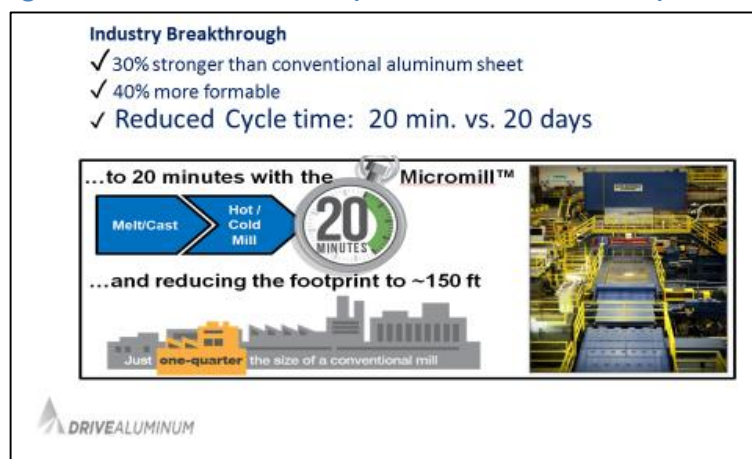 Industry Breakthrough
✓ 30% stronger than conventional aluminum sheet
✓ 40% more formable
✓ Reduced Cycle time: 20 min. vs. 20 days
...to 20 minutes with the Micromill™
Melt/Cast
Hot /
Cold
Mill
20
MINUTES
...and reducing the footprint to ~150 ft
Just one-quarter the size of a conventional mill
DRIVEALUMINUM